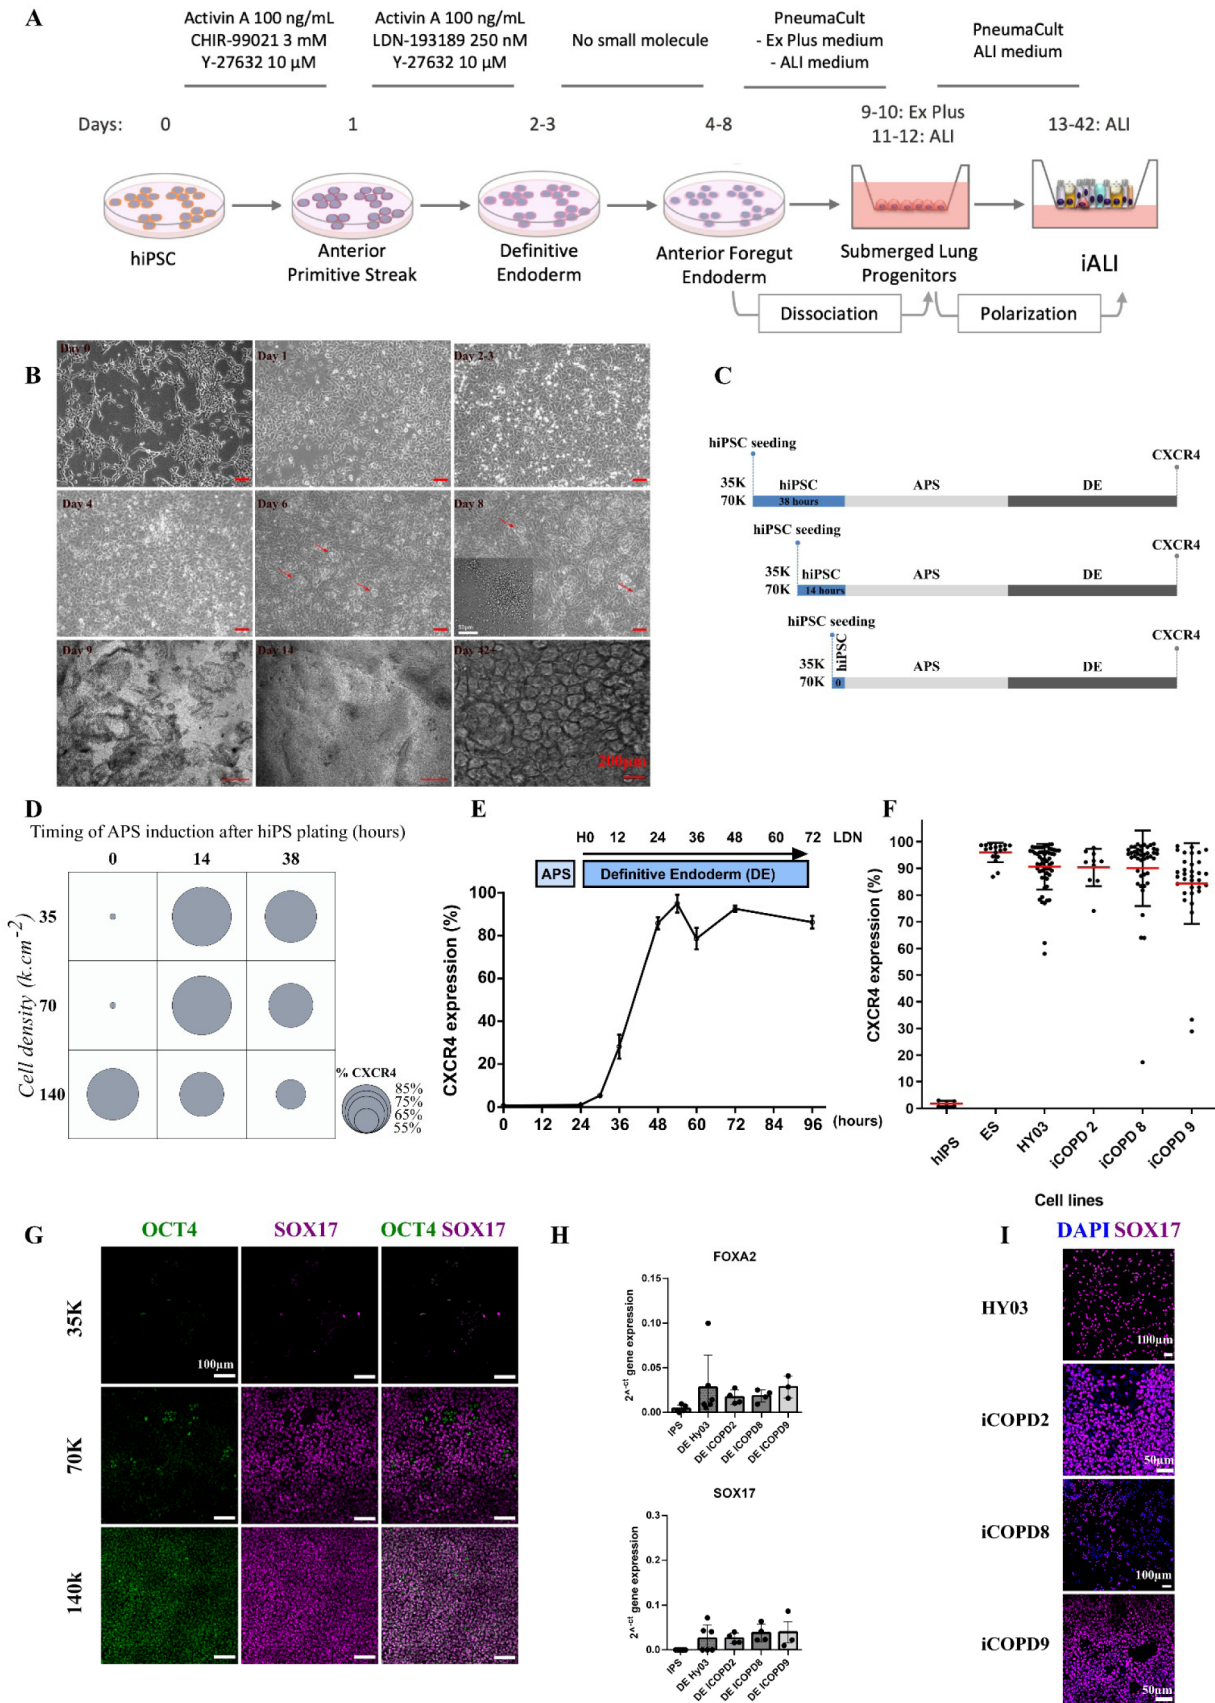 A
Activin A 100 ng/mL
CHIR-99021 3 mM
Y-27632 10 µM
Activin A 100 ng/mL
LDN-193189 250 nM
Y-27632 10 µM
No small molecule
PneumaCult
- Ex Plus medium
- ALI medium
PneumaCult
ALI medium
Days:
0
1
2-3
4-8
9-10: Ex Plus
11-12: ALI
13-42: ALI
hiPSC
Anterior
Primitive Streak
Definitive
Endoderm
Anterior Foregut
Endoderm
Submerged Lung
Progenitors
iALI
Dissociation
Polarization
B
Day 0
Day 1
Day 2-3
Day 4
Day 6
Day 8
50µm
Day 9
Day 14
Day 42+
200µm
C
hiPSC seeding
CXCR4
35K
70K
hiPSC
APS
DE
38 hours
hiPSC seeding
CXCR4
35K
70K
hiPSC
APS
DE
14 hours
hiPSC seeding
CXCR4
35K
70K
hiPSC
APS
DE
0
D
Timing of APS induction after hiPS plating (hours)
0 14 38
Cell density (k.cm-2)
35
70
140
% CXCR4
85%
75%
65%
55%
E
H0 12 24 36 48 60 72 LDN
APS
Definitive Endoderm (DE)
CXCR4 expression (%)
100
80
60
40
20
0
0 12 24 36 48 60 72 84 96 (hours)
F
CXCR4 expression (%)
100
90
80
70
60
50
40
30
20
10
0
hIPS
ES
HY03
iCOPD 2
iCOPD 8
iCOPD 9
Cell lines
G
OCT4
SOX17
OCT4 SOX17
35K
100µm
70K
140k
H
FOXA2
2^-ct gene expression
0.15
0.10
0.05
0.00
IPS
DE Hy03
DE ICOPD2
DE ICOPD8
DE ICOPD9
SOX17
2^-ct gene expression
0.3
0.2
0.1
0.0
IPS
DE Hy03
DE ICOPD2
DE ICOPD8
DE ICOPD9
I
DAPI SOX17
HY03
100µm
iCOPD2
50µm
iCOPD8
100µm
iCOPD9
50µm